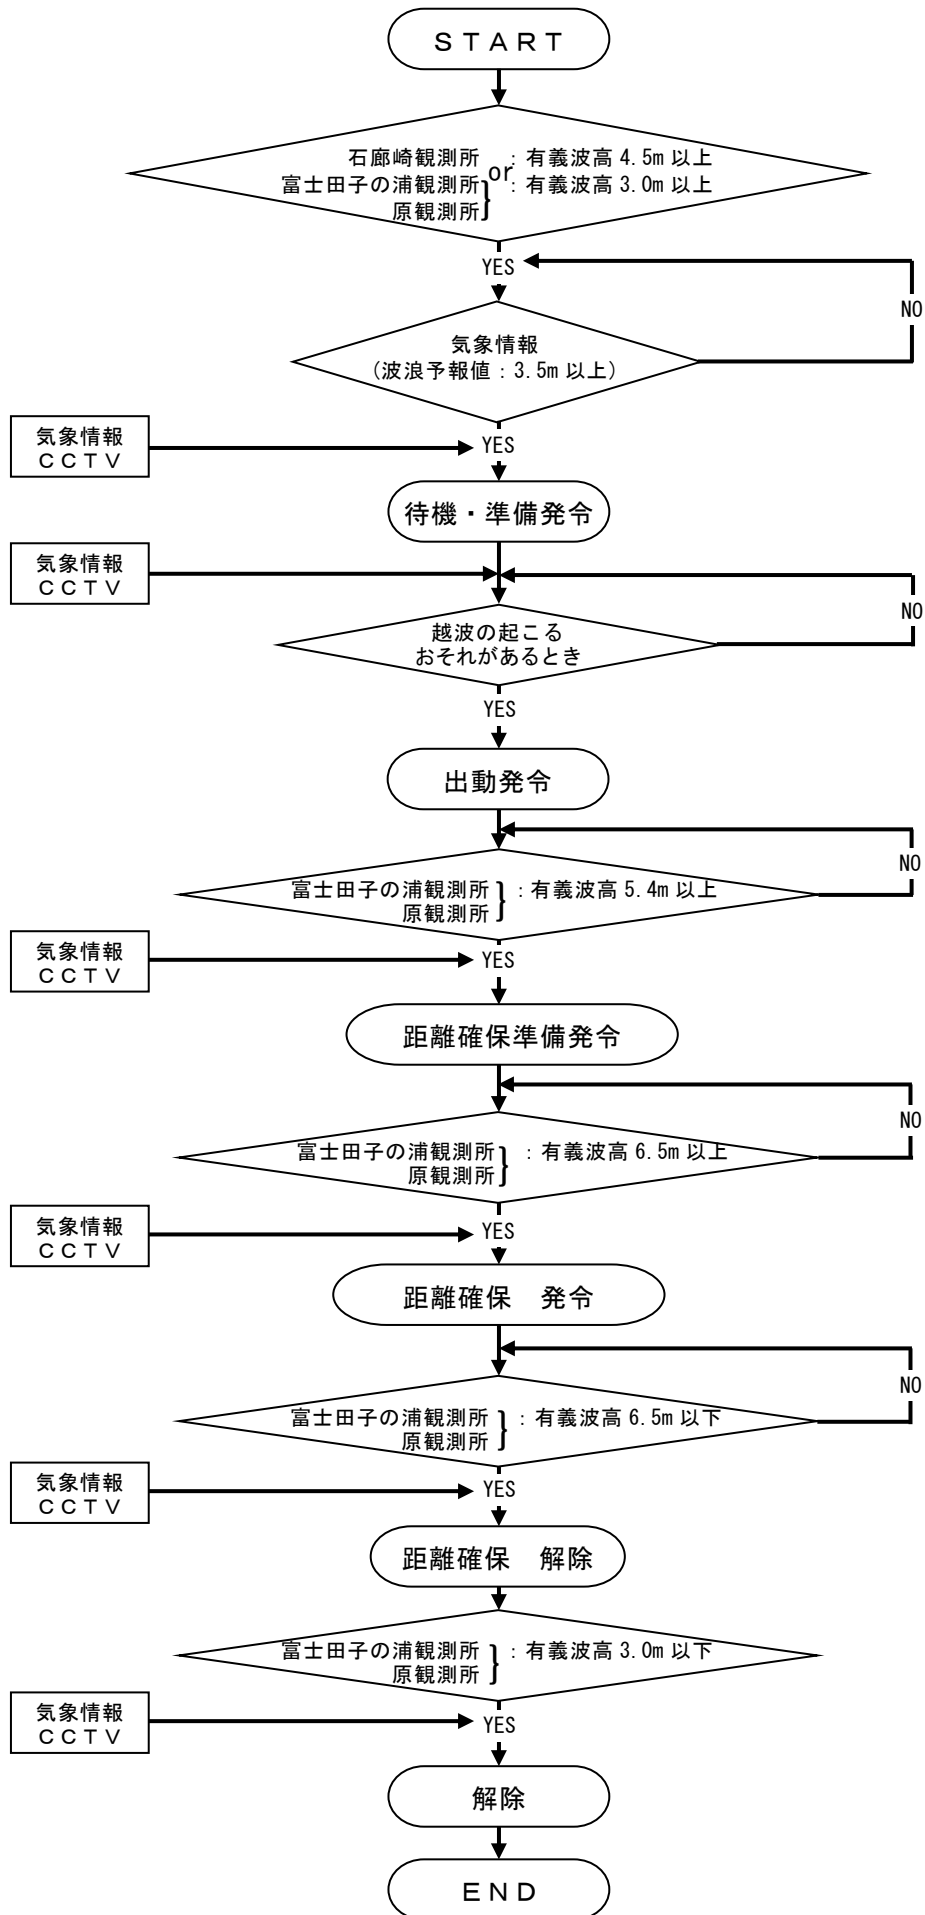 ＳＴＡＲＴ
石廊崎観測所　：有義波高 4.5m 以上
or
富士田子の浦観測所｝：有義波高 3.0m 以上
原観測所
YES
NO
気象情報
（波浪予報値：3.5m 以上）
気象情報
ＣＣＴＶ
YES
待機・準備発令
気象情報
ＣＣＴＶ
NO
越波の起こる
おそれがあるとき
YES
出動発令
NO
富士田子の浦観測所｝：有義波高 5.4m 以上
原観測所
気象情報
ＣＣＴＶ
YES
距離確保準備発令
NO
富士田子の浦観測所｝：有義波高 6.5m 以上
原観測所
気象情報
ＣＣＴＶ
YES
距離確保　発令
NO
富士田子の浦観測所｝：有義波高 6.5m 以下
原観測所
気象情報
ＣＣＴＶ
YES
距離確保　解除
富士田子の浦観測所｝：有義波高 3.0m 以下
原観測所
気象情報
ＣＣＴＶ
YES
解除
ＥＮＤ